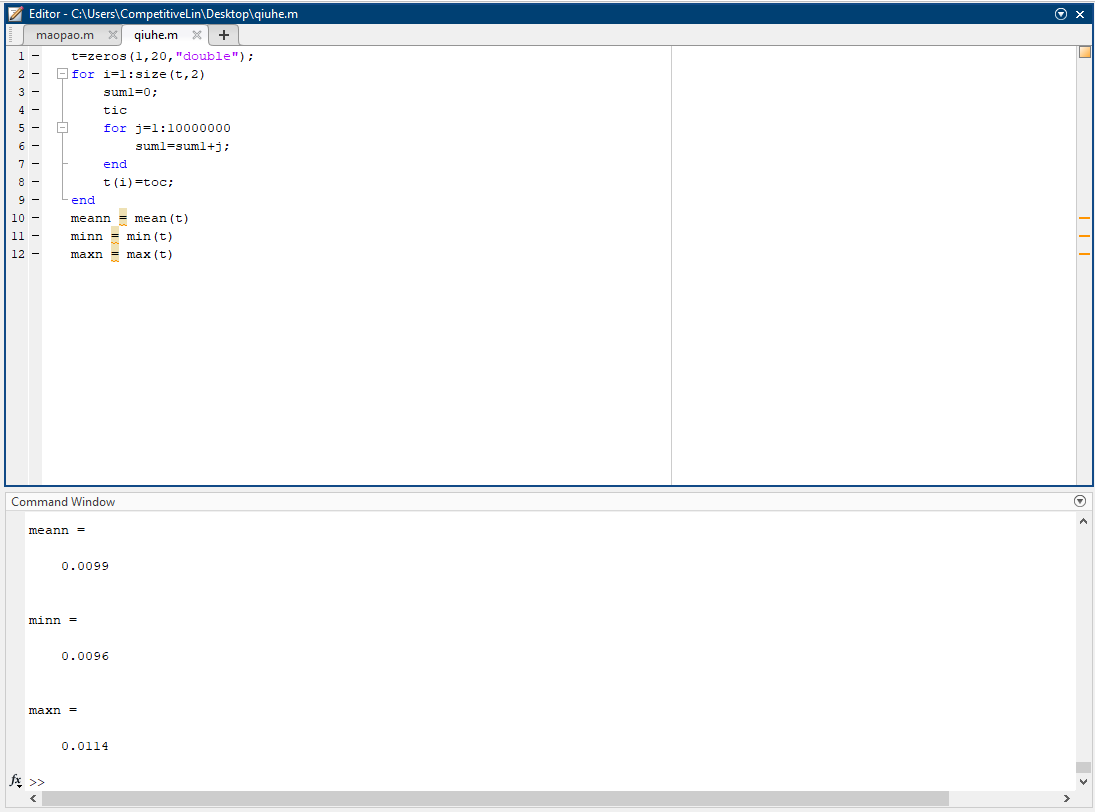 Editor - C:\Users\CompetitiveLin\Desktop\qiuhe.m
maopao.m qiuhe.m +
1 - t=zeros(1,20,"double");
2 - for i=1:size(t,2)
3 - sum1=0;
4 - tic
5 - for j=1:10000000
6 - sum1=sum1+j;
7 - end
8 - t(i)=toc;
9 - end
10 - meann = mean(t)
11 - minn = min(t)
12 - maxn = max(t)
Command Window
meann =
0.0099
minn =
0.0096
maxn =
0.0114
fx >>